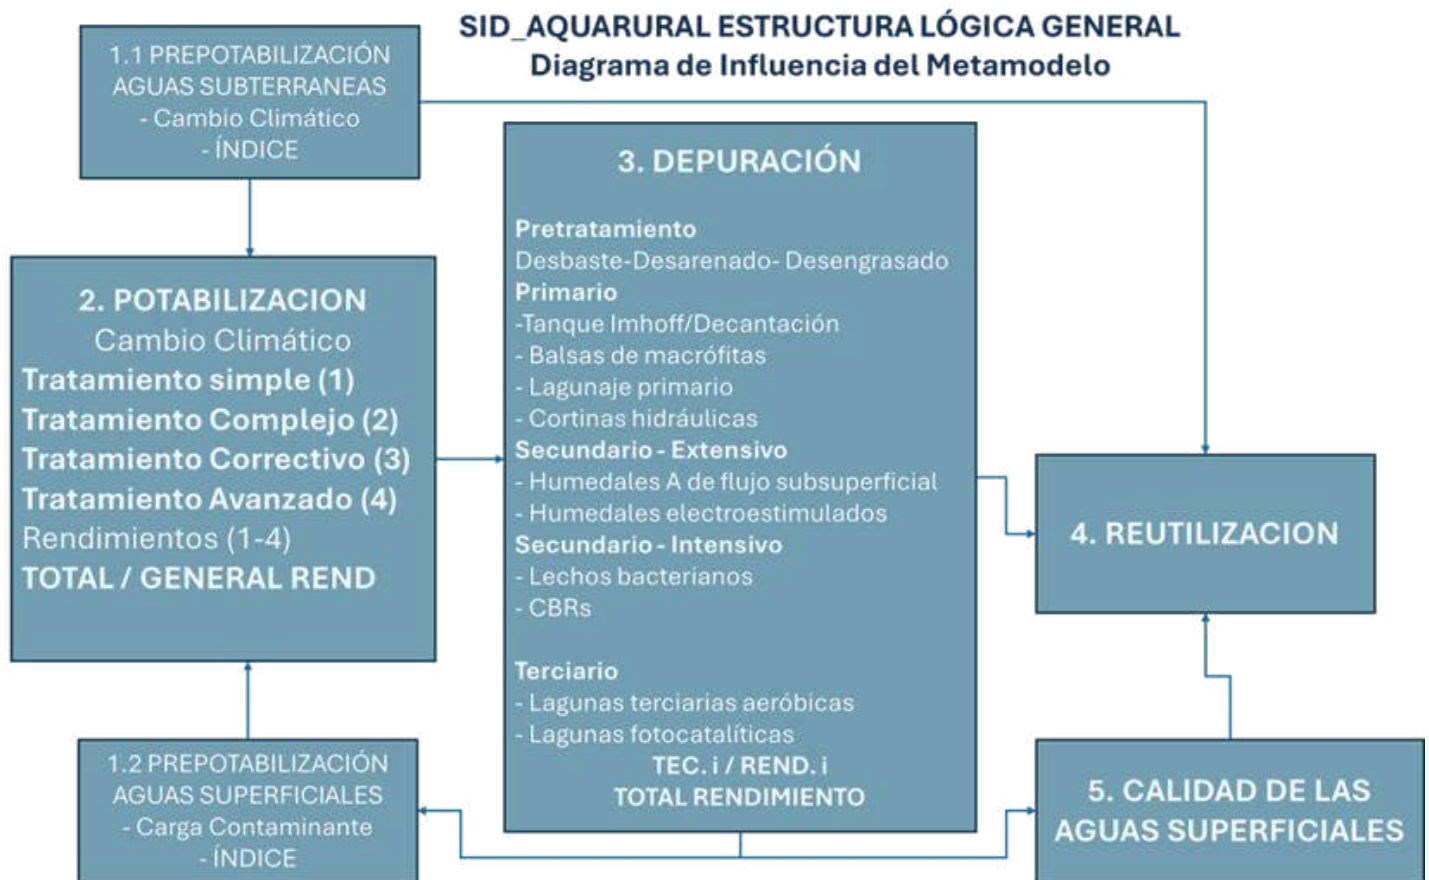 SID_AQUARURAL ESTRUCTURA LÓGICA GENERAL
Diagrama de Influencia del Metamodelo
1.1 PREPOTABILIZACIÓN
AGUAS SUBTERRANEAS
- Cambio Climático
- ÍNDICE
2. POTABILIZACION
Cambio Climático
Tratamiento simple (1)
Tratamiento Complejo (2)
Tratamiento Correctivo (3)
Tratamiento Avanzado (4)
Rendimientos (1-4)
TOTAL / GENERAL REND
1.2 PREPOTABILIZACIÓN
AGUAS SUPERFICIALES
- Carga Contaminante
- ÍNDICE
3. DEPURACIÓN
Pretratamiento
Desbaste-Desarenado- Desengrasado
Primario
-Tanque Imhoff/Decantación
- Balsas de macrófitas
- Lagunaje primario
- Cortinas hidráulicas
Secundario - Extensivo
- Humedales A de flujo subsuperficial
- Humedales electroestimulados
Secundario - Intensivo
- Lechos bacterianos
- CBRs
Terciario
- Lagunas terciarias aeróbicas
- Lagunas fotocatalíticas
TEC. i / REND. i
TOTAL RENDIMIENTO
4. REUTILIZACION
5. CALIDAD DE LAS
AGUAS SUPERFICIALES